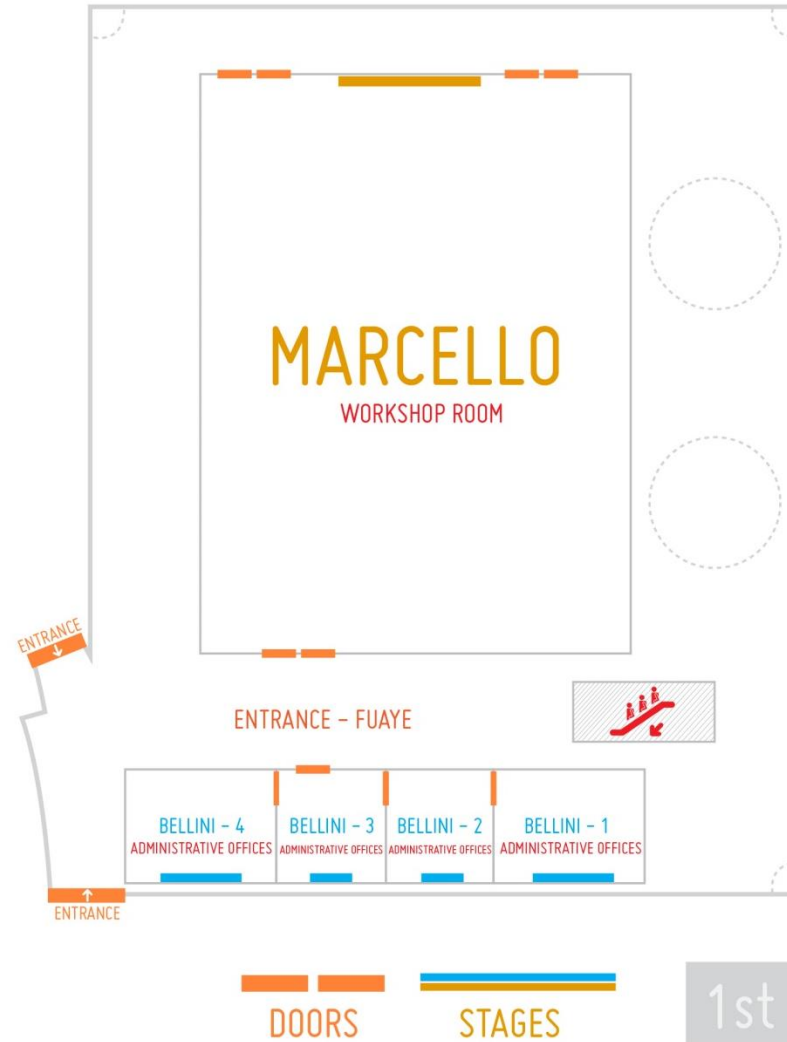 MARCELLO
WORKSHOP ROOM
ENTRANCE
ENTRANCE - FUAYE
BELLINI - 4
ADMINISTRATIVE OFFICES
BELLINI - 3
ADMINISTRATIVE OFFICES
BELLINI - 2
ADMINISTRATIVE OFFICES
BELLINI - 1
ADMINISTRATIVE OFFICES
ENTRANCE
DOORS
STAGES
1st